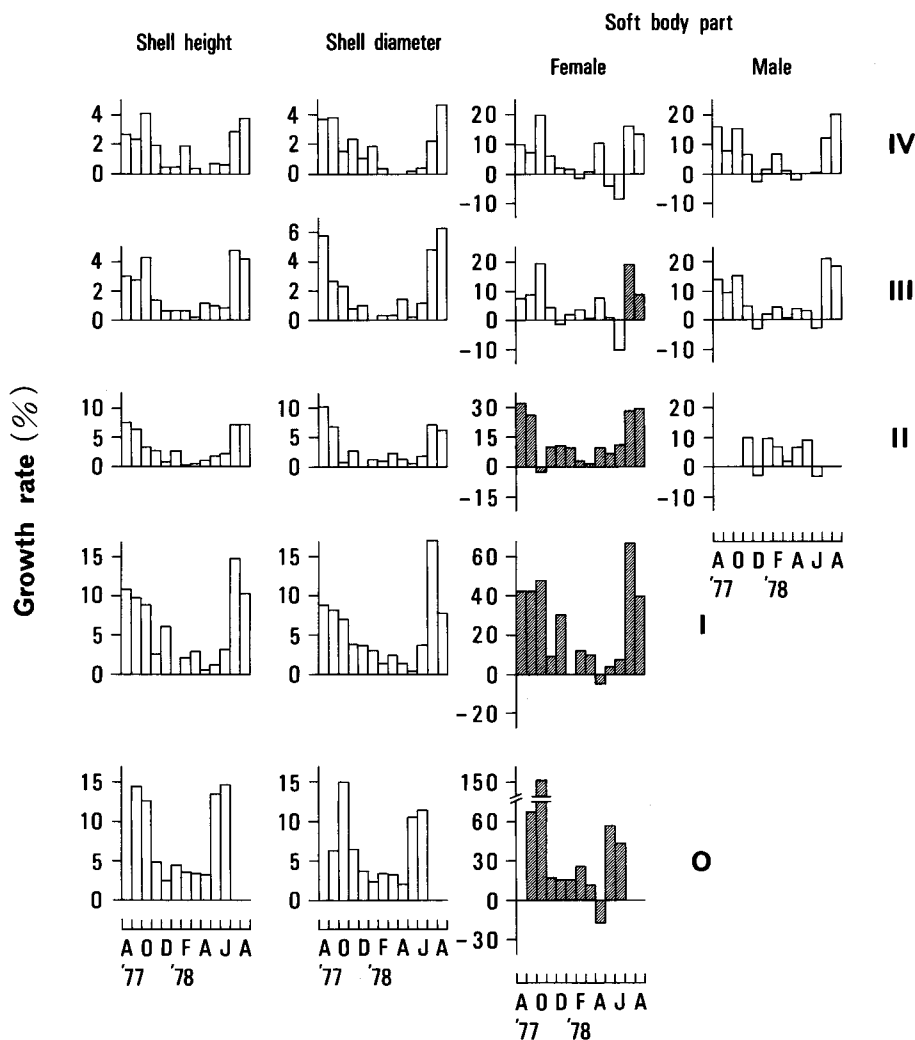 Soft body part
Shell height Shell diameter
Female Male
Growth rate (%)
4 4 20 20
2 2 10 10
0 0 0 0
-10 -10
IV
6
4 4 20 20
2 2 10 10
0 0 0 0
-10 -10
III
10 10 30 20
5 5 15 10
0 0 0 0
-15 -10
II
A O D F A J A
'77 '78
15 15 60
10 10 40
5 5 20
0 0 0
-20
I
15 15 150
10 10 60
5 5 30
0 0 0
-30
O
A O D F A J A A O D F A J A
'77 '78 '77 '78
A O D F A J A
'77 '78